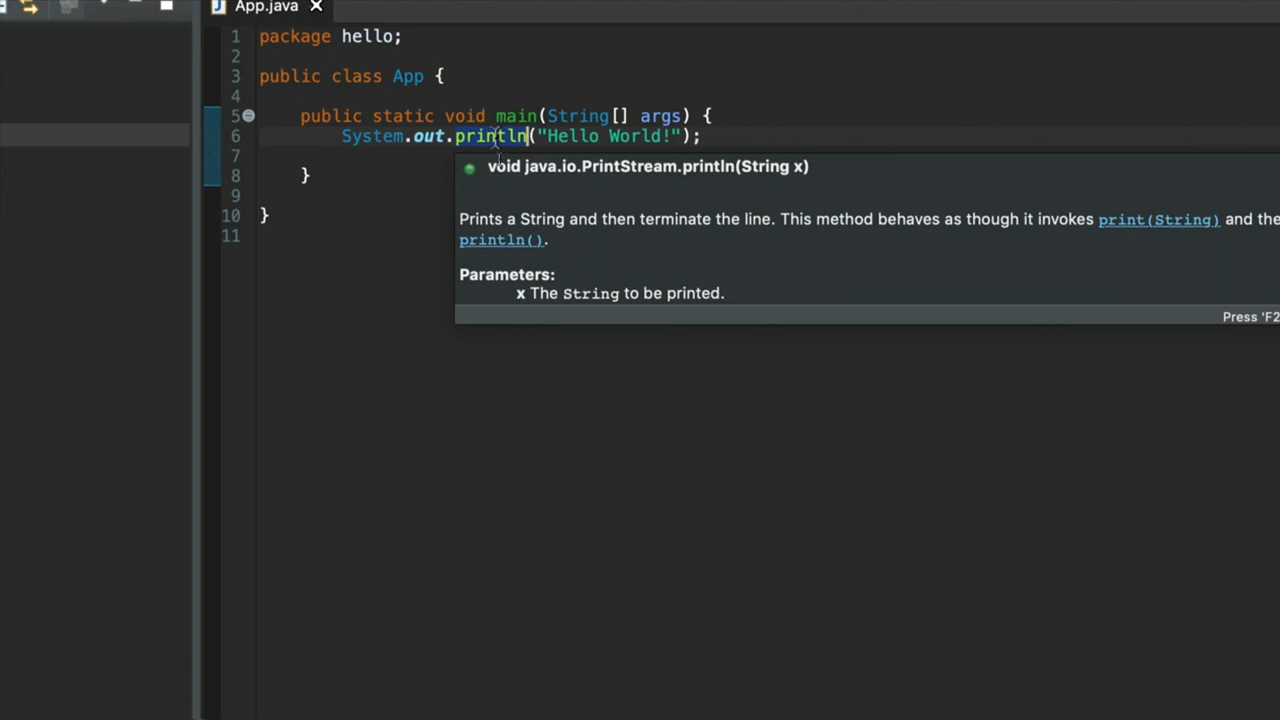 App.java
1 package hello;
2
3 public class App {
4
5 public static void main(String[] args) {
6 System.out.println("Hello World!");
7
8 }
9
10 }
11
void java.io.PrintStream.println(String x)
Prints a String and then terminate the line. This method behaves as though it invokes print(String) and the
println().
Parameters:
x The String to be printed.
Press 'F2